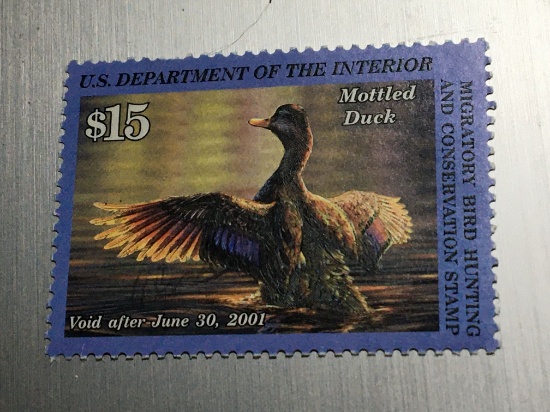 U.S. DEPARTMENT OF THE INTERIOR
$15
Mottled
Duck
MIGRATORY BIRD HUNTING
AND CONSERVATION STAMP
Void after June 30, 2001